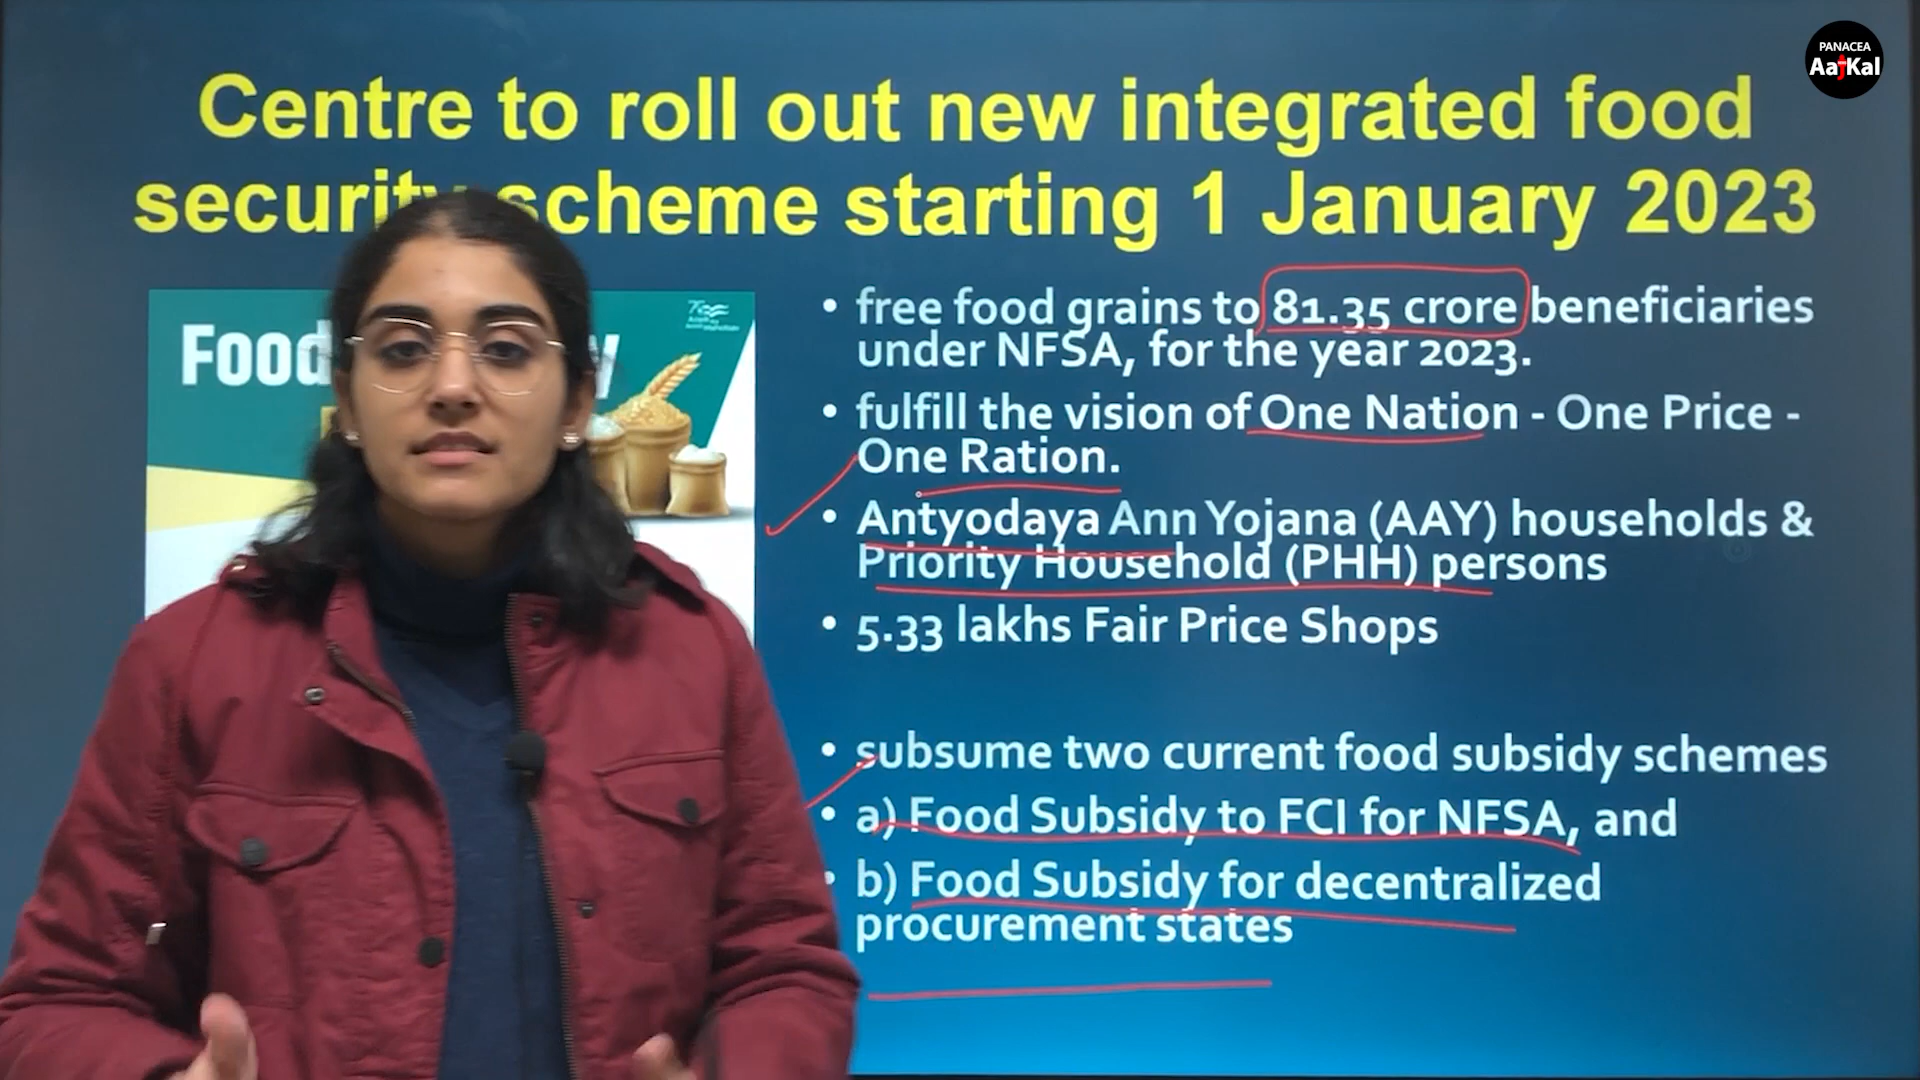 PANACEA
AajKal
Centre to roll out new integrated food
security scheme starting 1 January 2023
Food
• free food grains to 81.35 crore beneficiaries
under NFSA, for the year 2023.
• fulfill the vision of One Nation - One Price -
One Ration.
• Antyodaya Ann Yojana (AAY) households &
Priority Household (PHH) persons
• 5.33 lakhs Fair Price Shops
• subsume two current food subsidy schemes
• a) Food Subsidy to FCI for NFSA, and
• b) Food Subsidy for decentralized
procurement states